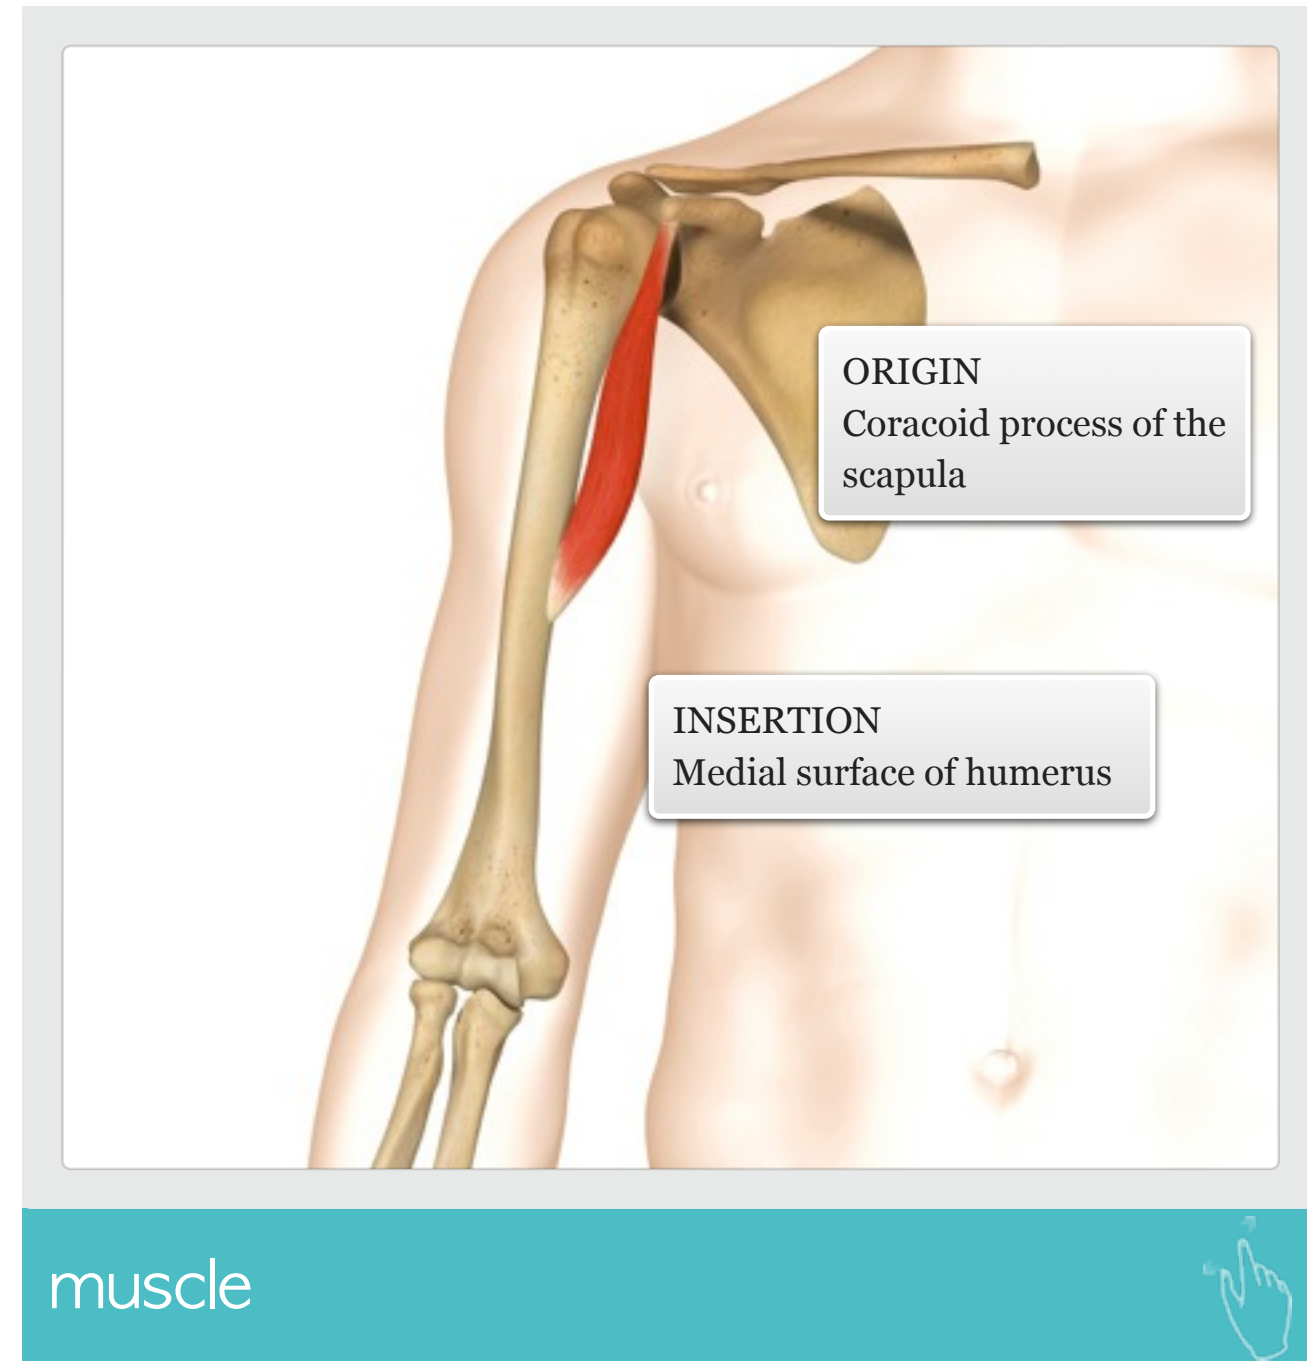 ORIGIN
Coracoid process of the
scapula
INSERTION
Medial surface of humerus
muscle